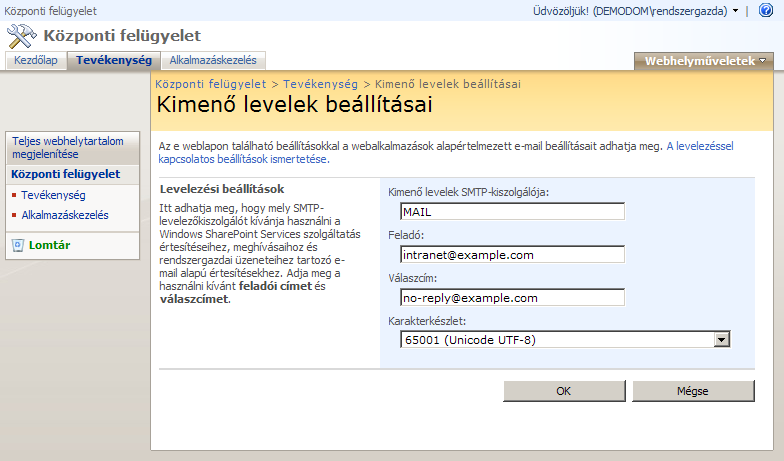 Központi felügyelet
Üdvözöljük! (DEMODOM\rendszergazda)
Központi felügyelet
Kezdőlap
Tevékenység
Alkalmazáskezelés
Webhelyműveletek
Központi felügyelet > Tevékenység > Kimenő levelek beállításai
Kimenő levelek beállításai
Teljes webhelytartalom
megjelenítése
Központi felügyelet
Tevékenység
Alkalmazáskezelés
Lomtár
Az e weblapon található beállításokkal a webalkalmazások alapértelmezett e-mail beállításait adhatja meg. A levelezéssel
kapcsolatos beállítások ismertetése.
Levelezési beállítások
Itt adhatja meg, hogy mely SMTP-
levelezőkiszolgálót kívánja használni a
Windows SharePoint Services szolgáltatás
értesítéseihez, meghívásaihoz és
rendszergazdai üzeneteihez tartozó e-
mail alapú értesítésekhez. Adja meg a
használni kívánt feladói címet és
válaszcímet.
Kimenő levelek SMTP-kiszolgálója:
MAIL
Feladó:
intranet@example.com
Válaszcím:
no-reply@example.com
Karakterkészlet:
65001 (Unicode UTF-8)
OK
Mégse